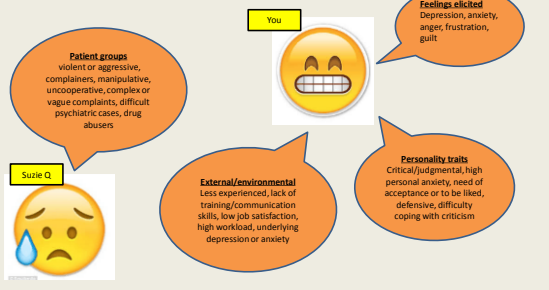 Feelings elicited
Depression, anxiety,
anger, frustration,
guilt
You
Patient groups
violent or aggressive,
complainers, manipulative,
uncooperative, complex or
vague complaints, difficult
psychiatric cases, drug
abusers
Suzie Q
External/environmental
Less experienced, lack of
training/communication
skills, low job satisfaction,
high workload, underlying
depression or anxiety
Personality traits
Critical/judgmental, high
personal anxiety, need of
acceptance or to be liked,
defensive, difficulty
coping with criticism